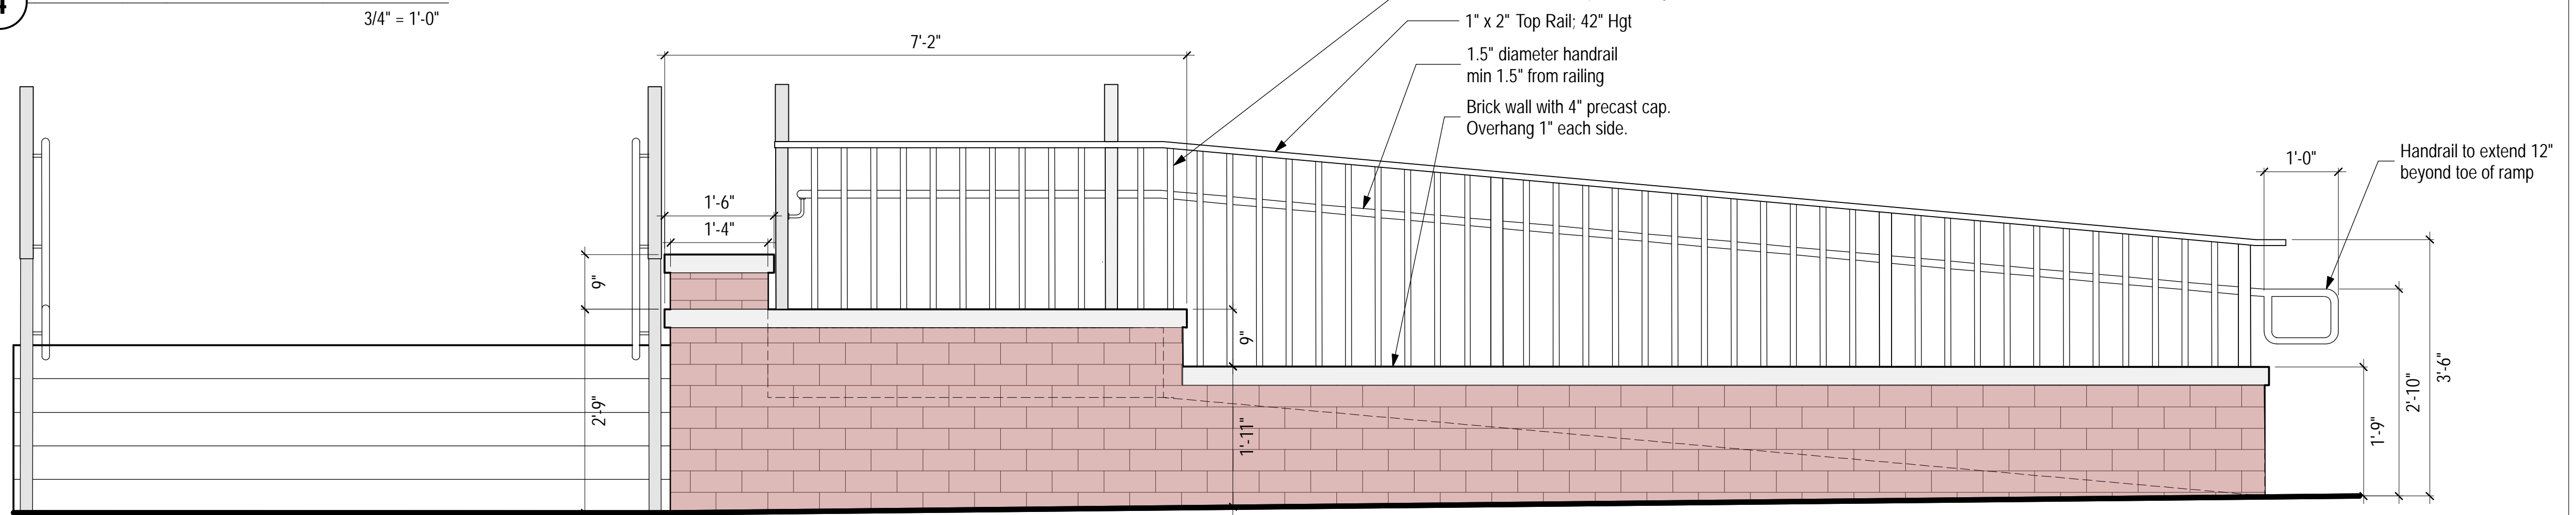 4
3/4" = 1'-0"
7'-2"
1" x 2" Top Rail; 42" Hgt
1.5" diameter handrail
min 1.5" from railing
Brick wall with 4" precast cap.
Overhang 1" each side.
1'-0"
Handrail to extend 12"
beyond toe of ramp
1'-6"
1'-4"
9"
2'-9"
9"
1'-11"
1'-9"
2'-10"
3'-6"